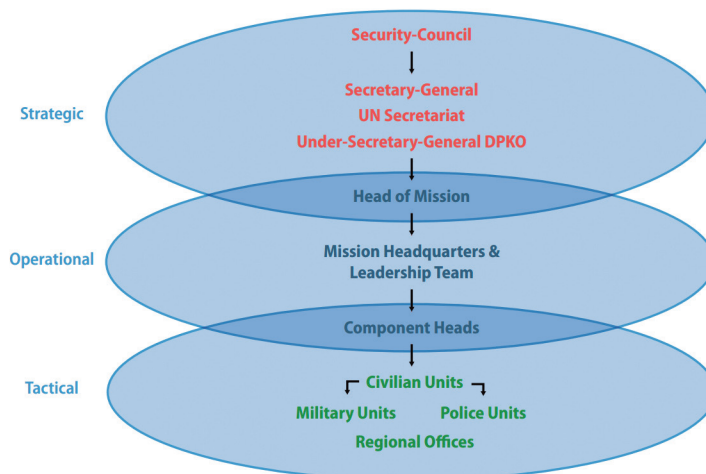 Security-Council
Strategic
Secretary-General
UN Secretariat
Under-Secretary-General DPKO
Head of Mission
Operational
Mission Headquarters &
Leadership Team
Component Heads
Tactical
Civilian Units
Military Units
Police Units
Regional Offices